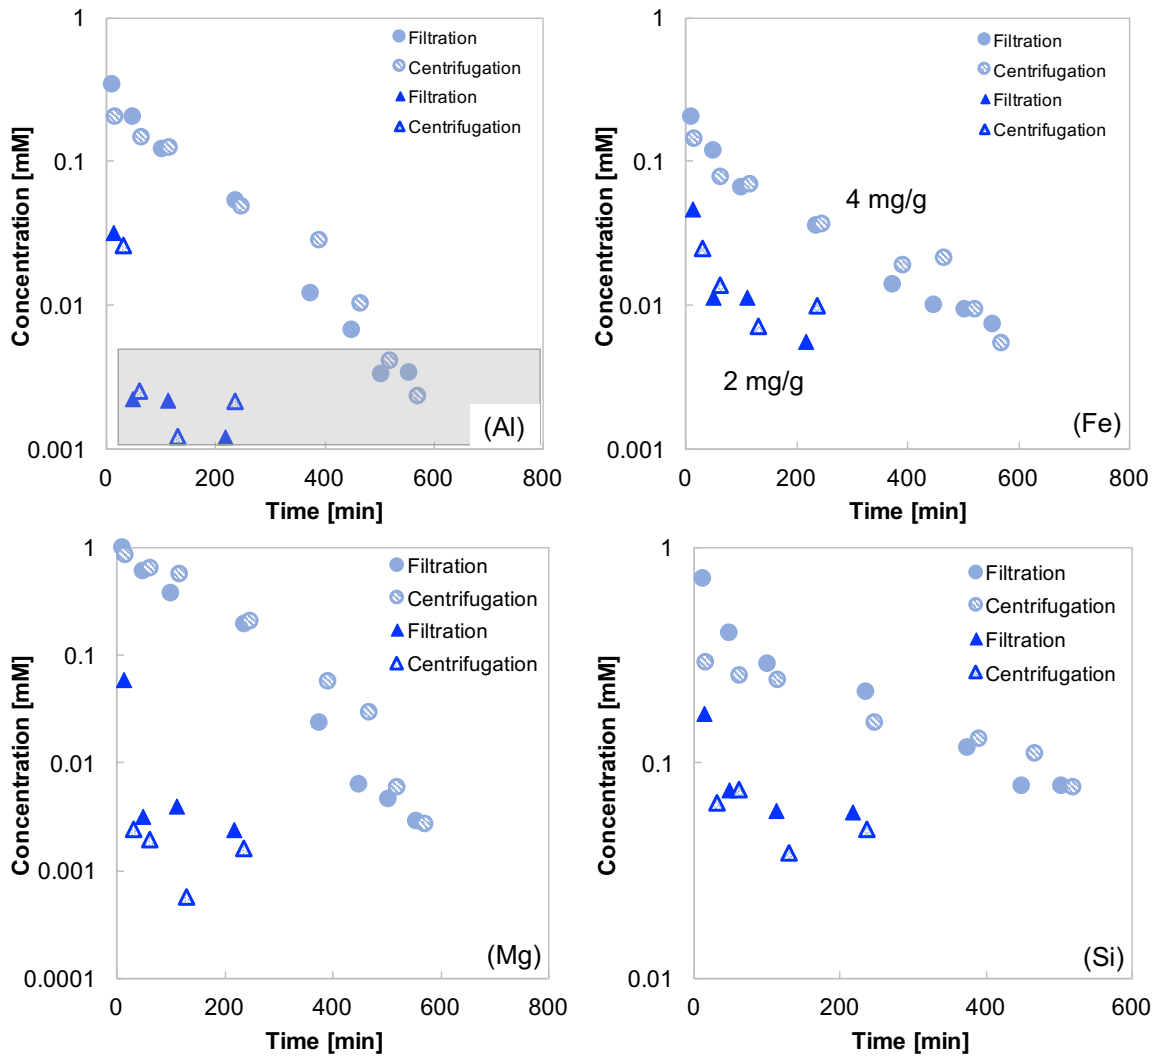 1
0.1
0.01
0.001
Concentration [mM]
Filtration
Centrifugation
Filtration
Centrifugation
(Al)
0
200
400
600
800
Time [min]
1
0.1
0.01
0.001
Concentration [mM]
Filtration
Centrifugation
Filtration
Centrifugation
4 mg/g
2 mg/g
(Fe)
0
200
400
600
800
Time [min]
1
0.1
0.01
0.001
0.0001
Concentration [mM]
Filtration
Centrifugation
Filtration
Centrifugation
(Mg)
0
200
400
600
800
Time [min]
1
0.1
0.01
Concentration [mM]
Filtration
Centrifugation
Filtration
Centrifugation
(Si)
0
200
400
600
Time [min]